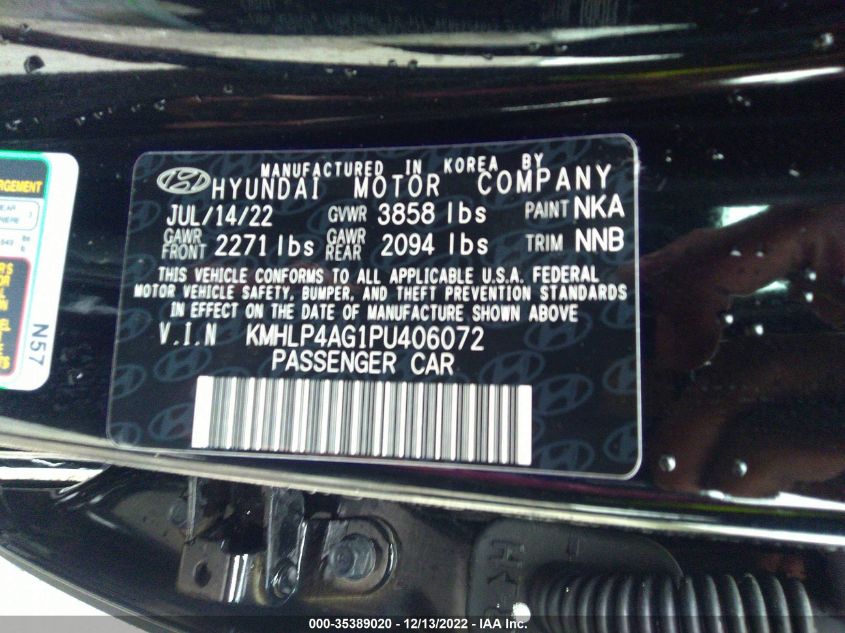 MANUFACTURED IN KOREA BY
HYUNDAI MOTOR COMPANY
JUL/14/22 GVWR 3858 lbs PAINT NKA
GAWR FRONT 2271 lbs GAWR REAR 2094 lbs TRIM NNB
THIS VEHICLE CONFORMS TO ALL APPLICABLE U.S.A. FEDERAL
MOTOR VEHICLE SAFETY, BUMPER, AND THEFT PREVENTION STANDARDS
IN EFFECT ON THE DATE OF MANUFACTURE SHOWN ABOVE
V.I.N KMHLP4AG1PU406072
PASSENGER CAR
N57
000-35389020 - 12/13/2022 - IAA Inc.